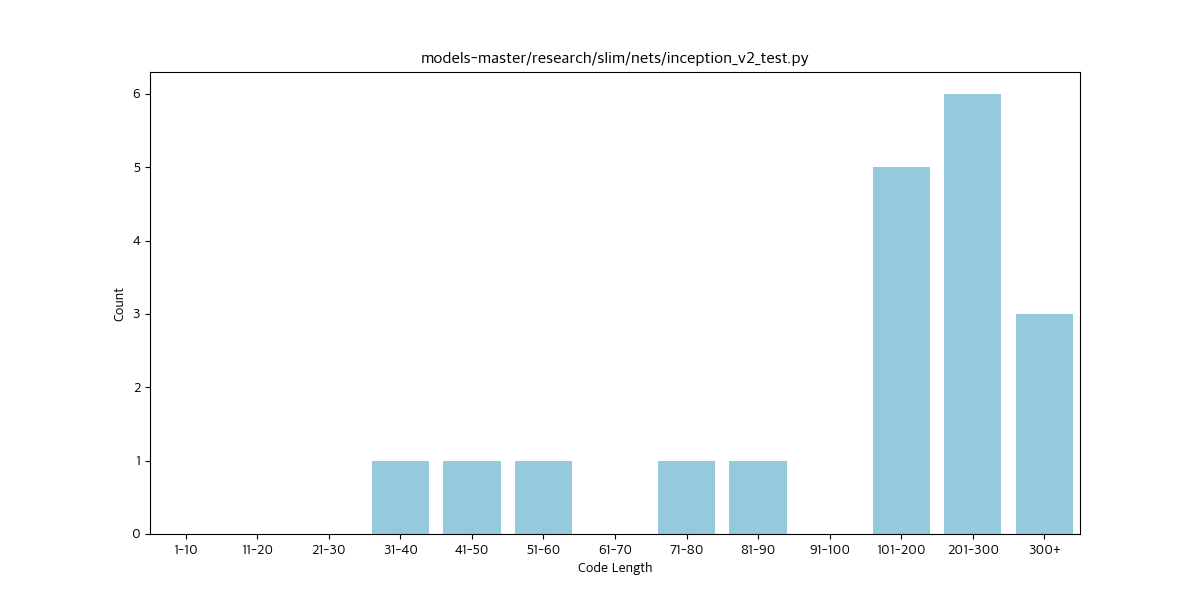 models-master/research/slim/nets/inception_v2_test.py
6
5
4
3
2
1
0
Count
1-10 11-20 21-30 31-40 41-50 51-60 61-70 71-80 81-90 91-100 101-200 201-300 300+
Code Length